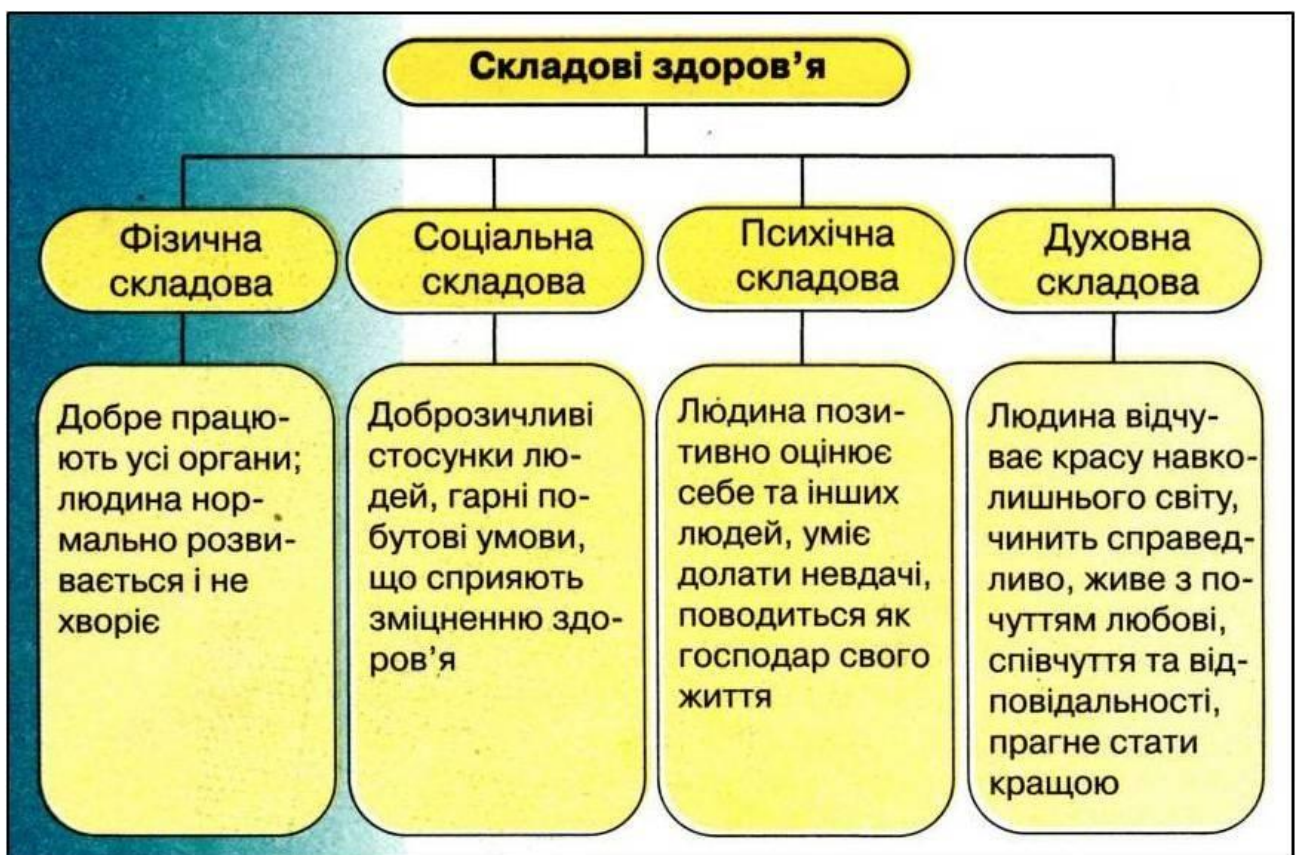 Складові здоров’я
Фізична
складова
Соціальна
складова
Психічна
складова
Духовна
складова
Добре працю-
ють усі органи;
людина нор-
мально розви-
вається і не
хворіє
Доброзичливі
стосунки лю-
дей, гарні по-
бутові умови,
що сприяють
зміцненню здо-
ров’я
Людина пози-
тивно оцінює
себе та інших
людей, уміє
долати невдачі,
поводиться як
господар свого
життя
Людина відчу-
ває красу навко-
лишнього світу,
чинить справед-
ливо, живе з по-
чуттям любові,
співчуття та від-
повідальності,
прагне стати
кращою